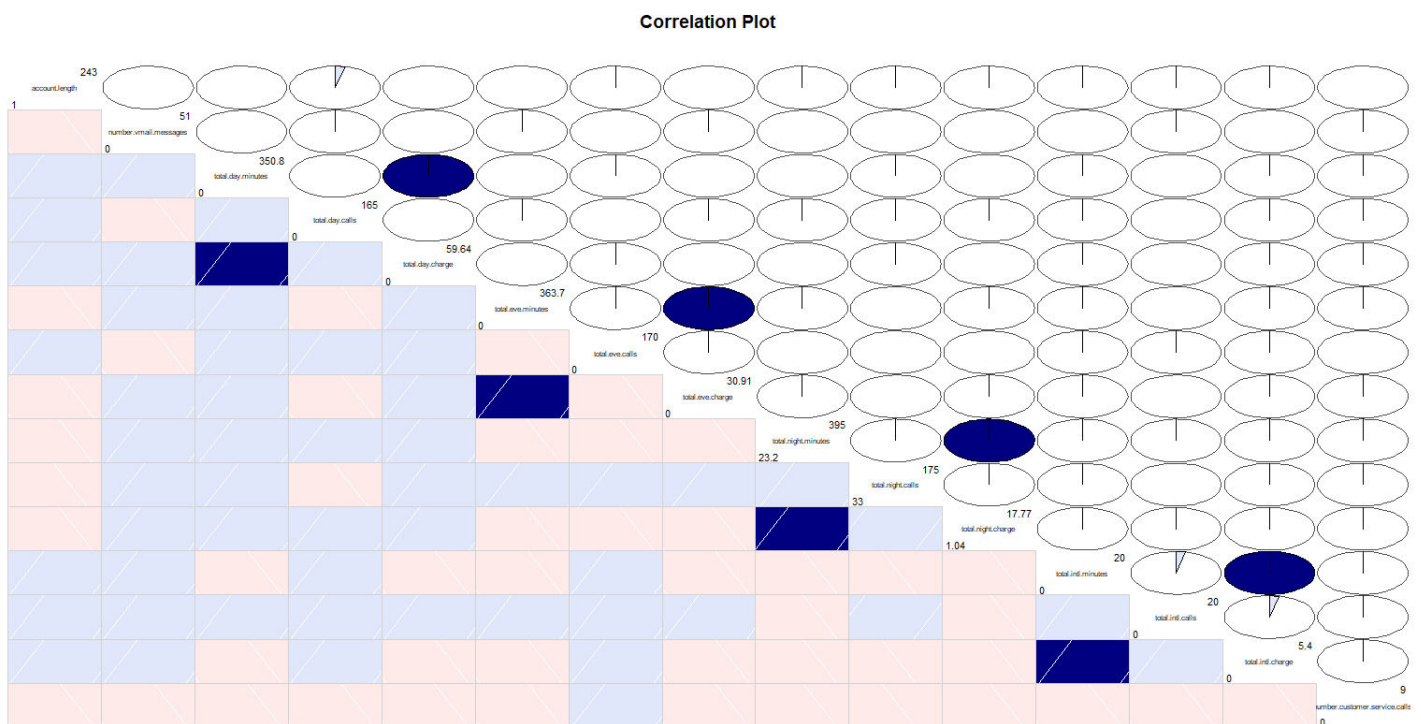 Correlation Plot
243
account.length
1
51
number.vmail.messages
0
350.8
total.day.minutes
0
165
total.day.calls
0
59.64
total.day.charge
0
363.7
total.eve.minutes
0
170
total.eve.calls
0
30.91
total.eve.charge
0
395
total.night.minutes
23.2
175
total.night.calls
33
17.77
total.night.charge
1.04
20
total.intl.minutes
0
20
total.intl.calls
0
5.4
total.intl.charge
0
9
number.customer.service.calls
0